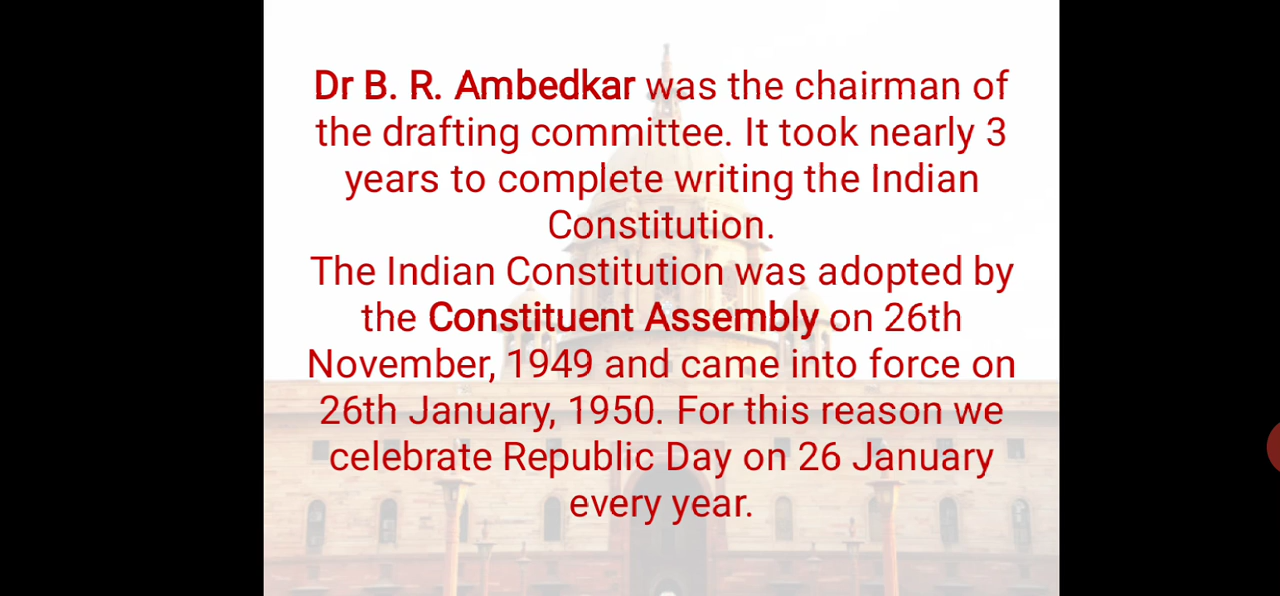 Dr B. R. Ambedkar was the chairman of
the drafting committee. It took nearly 3
years to complete writing the Indian
Constitution.
The Indian Constitution was adopted by
the Constituent Assembly on 26th
November, 1949 and came into force on
26th January, 1950. For this reason we
celebrate Republic Day on 26 January
every year.